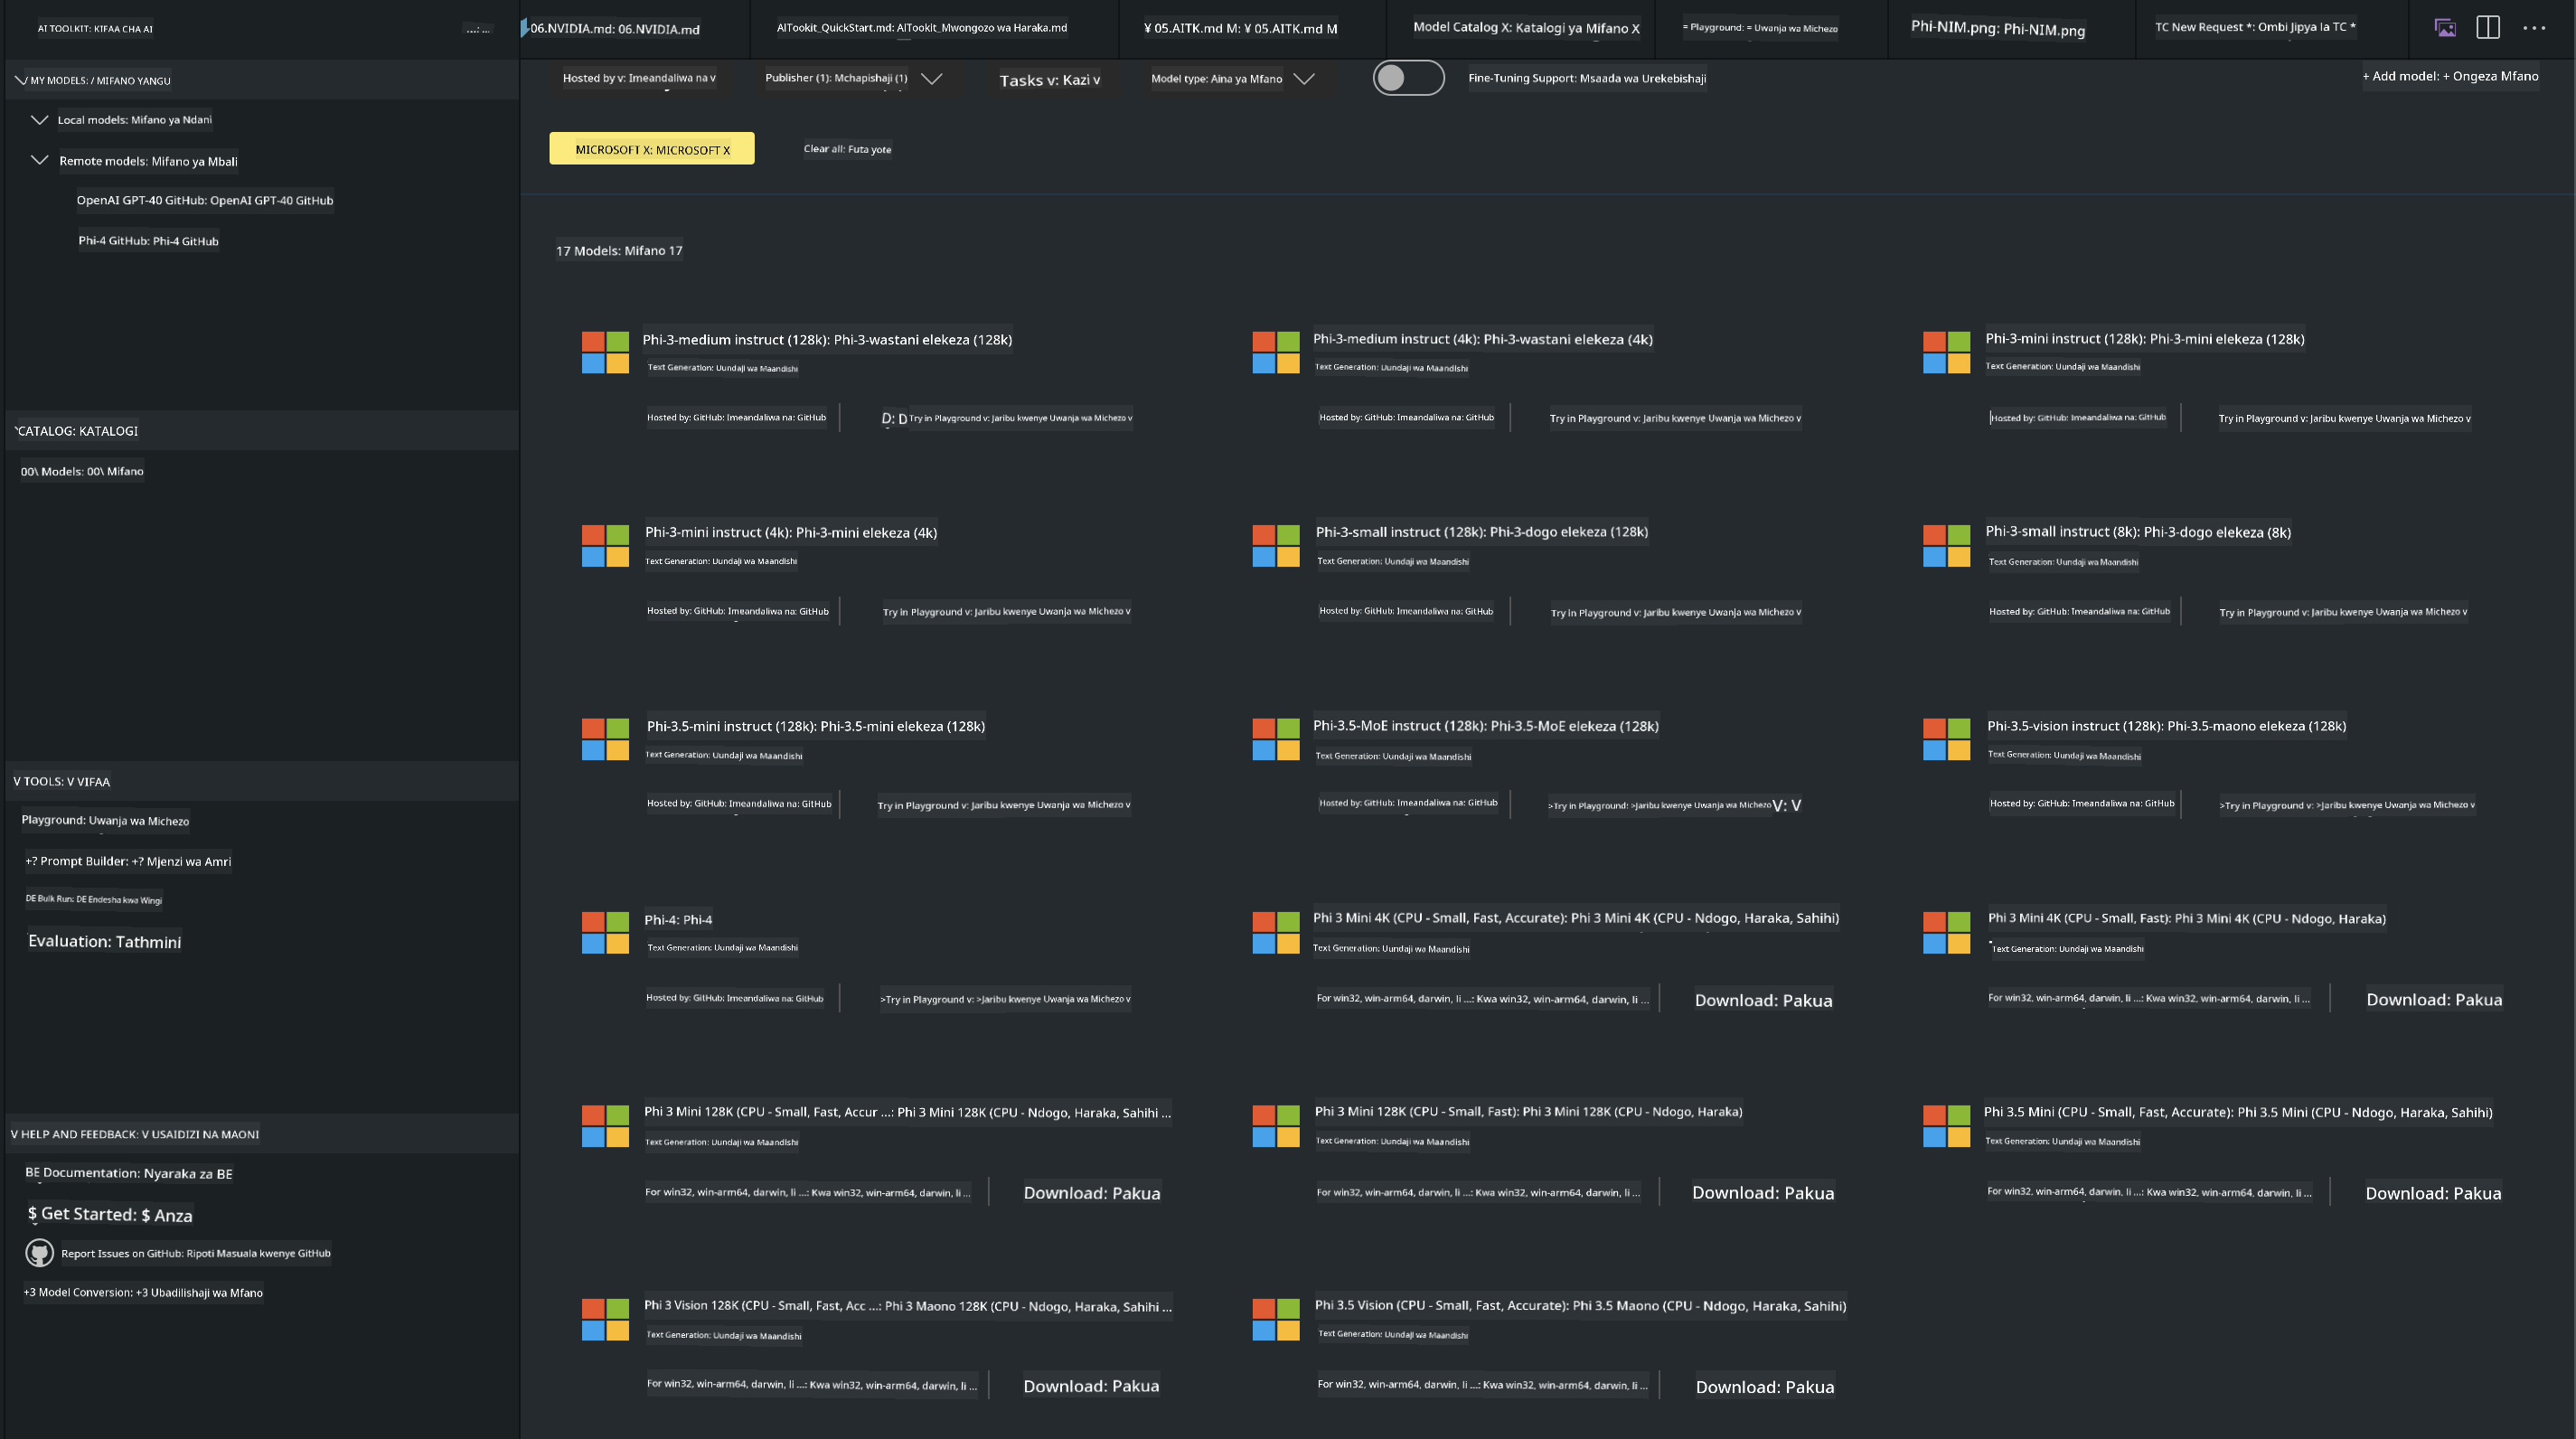 AI TOOLKIT: KIFAA CHA AI
06.NVIDIA.md: 06.NVIDIA.md
AITookit_QuickStart.md: AITookit_Mwongozo wa Haraka.md
¥ 05.AITK.md M: ¥ 05.AITK.md M
Model Catalog X: Katalogi ya Mifano X
= Playground: = Uwanja wa Michezo
Phi-NIM.png: Phi-NIM.png
TC New Request *: Ombi Jipya la TC *
MY MODELS: / MIFANO YANGU
Local models: Mifano ya Ndani
Remote models: Mifano ya Mbali
OpenAI GPT-40 GitHub: OpenAI GPT-40 GitHub
Phi-4 GitHub: Phi-4 GitHub
`CATALOG: KATALOGI
00\ Models: 00\ Mifano
V TOOLS: V VIFAA
Playground: Uwanja wa Michezo
+? Prompt Builder: +? Mjenzi wa Amri
DE Bulk Run: DE Endesha kwa Wingi
Evaluation: Tathmini
V HELP AND FEEDBACK: V USAIDIZI NA MAONI
BE Documentation: Nyaraka za BE
$ Get Started: $ Anza
Report Issues on GitHub: Ripoti Masuala kwenye GitHub
+3 Model Conversion: +3 Ubadilishaji wa Mfano
Hosted by v: Imeandaliwa na v
Publisher (1): Mchapishaji (1)
Tasks v: Kazi v
Model type: Aina ya Mfano
Fine-Tuning Support: Msaada wa Urekebishaji
+ Add model: + Ongeza Mfano
MICROSOFT X: MICROSOFT X
Clear all: Futa yote
17 Models: Mifano 17
Phi-3-medium instruct (128k): Phi-3-wastani elekeza (128k)
Text Generation: Uundaji wa Maandishi
Hosted by: GitHub: Imeandaliwa na: GitHub
D: D Try in Playground v: Jaribu kwenye Uwanja wa Michezo v
Phi-3-medium instruct (4k): Phi-3-wastani elekeza (4k)
Text Generation: Uundaji wa Maandishi
Hosted by: GitHub: Imeandaliwa na: GitHub
Try in Playground v: Jaribu kwenye Uwanja wa Michezo v
Phi-3-mini instruct (128k): Phi-3-mini elekeza (128k)
Text Generation: Uundaji wa Maandishi
Hosted by: GitHub: Imeandaliwa na: GitHub
Try in Playground v: Jaribu kwenye Uwanja wa Michezo v
Phi-3-mini instruct (4k): Phi-3-mini elekeza (4k)
Text Generation: Uundaji wa Maandishi
Hosted by: GitHub: Imeandaliwa na: GitHub
Try in Playground v: Jaribu kwenye Uwanja wa Michezo v
Phi-3-small instruct (128k): Phi-3-dogo elekeza (128k)
Text Generation: Uundaji wa Maandishi
Hosted by: GitHub: Imeandaliwa na: GitHub
Try in Playground v: Jaribu kwenye Uwanja wa Michezo v
Phi-3-small instruct (8k): Phi-3-dogo elekeza (8k)
Text Generation: Uundaji wa Maandishi
Hosted by: GitHub: Imeandaliwa na: GitHub
Try in Playground v: Jaribu kwenye Uwanja wa Michezo v
Phi-3.5-mini instruct (128k): Phi-3.5-mini elekeza (128k)
Text Generation: Uundaji wa Maandishi
Hosted by: GitHub: Imeandaliwa na: GitHub
Try in Playground v: Jaribu kwenye Uwanja wa Michezo v
Phi-3.5-MoE instruct (128k): Phi-3.5-MoE elekeza (128k)
Text Generation: Uundaji wa Maandishi
Hosted by: GitHub: Imeandaliwa na: GitHub
>Try in Playground: >Jaribu kwenye Uwanja wa Michezo V: V
Phi-3.5-vision instruct (128k): Phi-3.5-maono elekeza (128k)
Text Generation: Uundaji wa Maandishi
Hosted by: GitHub: Imeandaliwa na: GitHub
>Try in Playground v: >Jaribu kwenye Uwanja wa Michezo v
Phi-4: Phi-4
Text Generation: Uundaji wa Maandishi
Hosted by: GitHub: Imeandaliwa na: GitHub
>Try in Playground v: >Jaribu kwenye Uwanja wa Michezo v
Phi 3 Mini 4K (CPU - Small, Fast, Accurate): Phi 3 Mini 4K (CPU - Ndogo, Haraka, Sahihi)
Text Generation: Uundaji wa Maandishi
For win32, win-arm64, darwin, li ...: Kwa win32, win-arm64, darwin, li ...
Download: Pakua
Phi 3 Mini 4K (CPU - Small, Fast): Phi 3 Mini 4K (CPU - Ndogo, Haraka)
Text Generation: Uundaji wa Maandishi
For win32, win-arm64, darwin, li ...: Kwa win32, win-arm64, darwin, li ...
Download: Pakua
Phi 3 Mini 128K (CPU - Small, Fast, Accur ...: Phi 3 Mini 128K (CPU - Ndogo, Haraka, Sahihi ...
Text Generation: Uundaji wa Maandishi
For win32, win-arm64, darwin, li ...: Kwa win32, win-arm64, darwin, li ...
Download: Pakua
Phi 3 Mini 128K (CPU - Small, Fast): Phi 3 Mini 128K (CPU - Ndogo, Haraka)
Text Generation: Uundaji wa Maandishi
For win32, win-arm64, darwin, li ...: Kwa win32, win-arm64, darwin, li ...
Download: Pakua
Phi 3.5 Mini (CPU - Small, Fast, Accurate): Phi 3.5 Mini (CPU - Ndogo, Haraka, Sahihi)
Text Generation: Uundaji wa Maandishi
For win32, win-arm64, darwin, li ...: Kwa win32, win-arm64, darwin, li ...
Download: Pakua
Phi 3 Vision 128K (CPU - Small, Fast, Acc ...: Phi 3 Maono 128K (CPU - Ndogo, Haraka, Sahihi ...
Text Generation: Uundaji wa Maandishi
For win32, win-arm64, darwin, li ...: Kwa win32, win-arm64, darwin, li ...
Download: Pakua
Phi 3.5 Vision (CPU - Small, Fast, Accurate): Phi 3.5 Maono (CPU - Ndogo, Haraka, Sahihi)
Text Generation: Uundaji wa Maandishi
For win32, win-arm64, darwin, li ...: Kwa win32, win-arm64, darwin, li ...
Download: Pakua